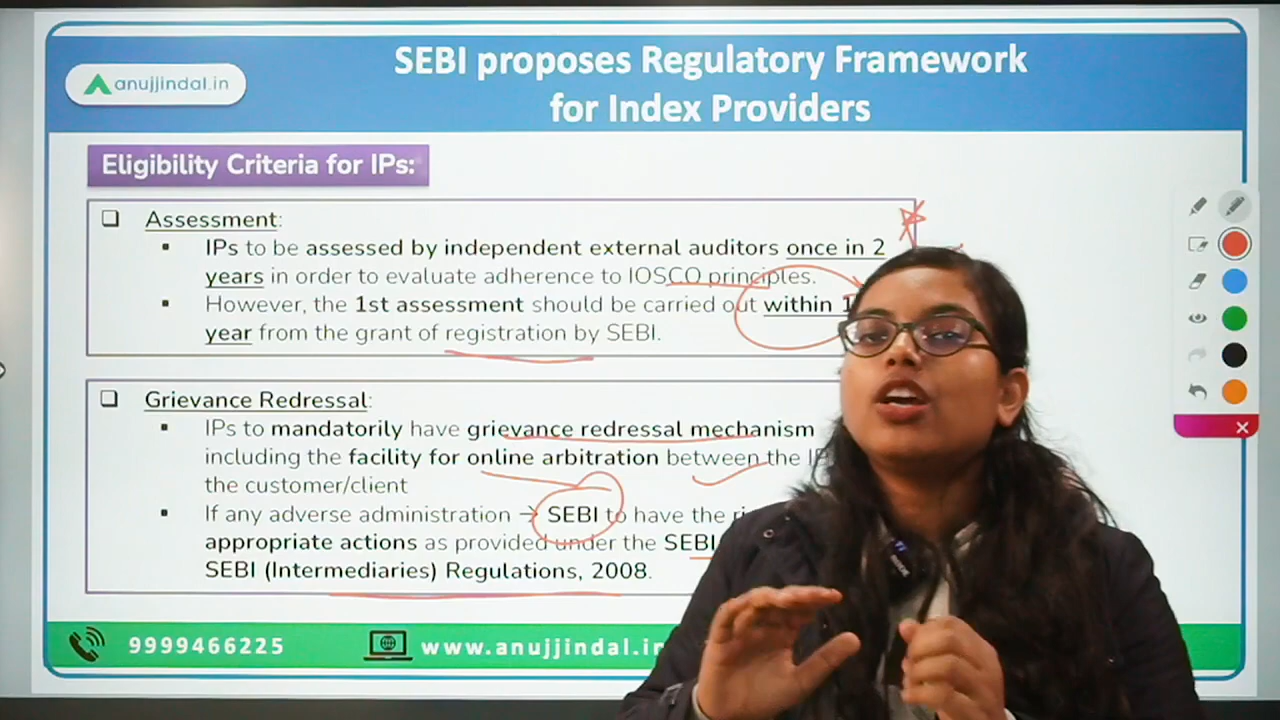 SEBI proposes Regulatory Framework
for Index Providers
anujjindal.in
Eligibility Criteria for IPs:
Assessment:
IPs to be assessed by independent external auditors once in 2
years in order to evaluate adherence to IOSCO principles.
However, the 1st assessment should be carried out within 1
year from the grant of registration by SEBI.
Grievance Redressal:
IPs to mandatorily have grievance redressal mechanism
including the facility for online arbitration between the
the customer/client
If any adverse administration → SEBI to have the
appropriate actions as provided under the SEBI
SEBI (Intermediaries) Regulations, 2008.
9999466225
www.anujjindal.in